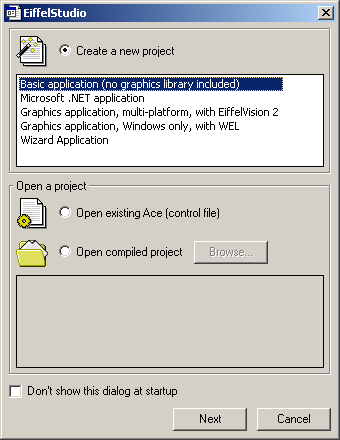 EiffelStudio
Create a new project
Basic application (no graphics library included)
Microsoft .NET application
Graphics application, multi-platform, with EiffelVision 2
Graphics application, Windows only, with WEL
Wizard Application
Open a project
Open existing Ace (control file)
Open compiled project
Browse...
Don't show this dialog at startup
Next
Cancel